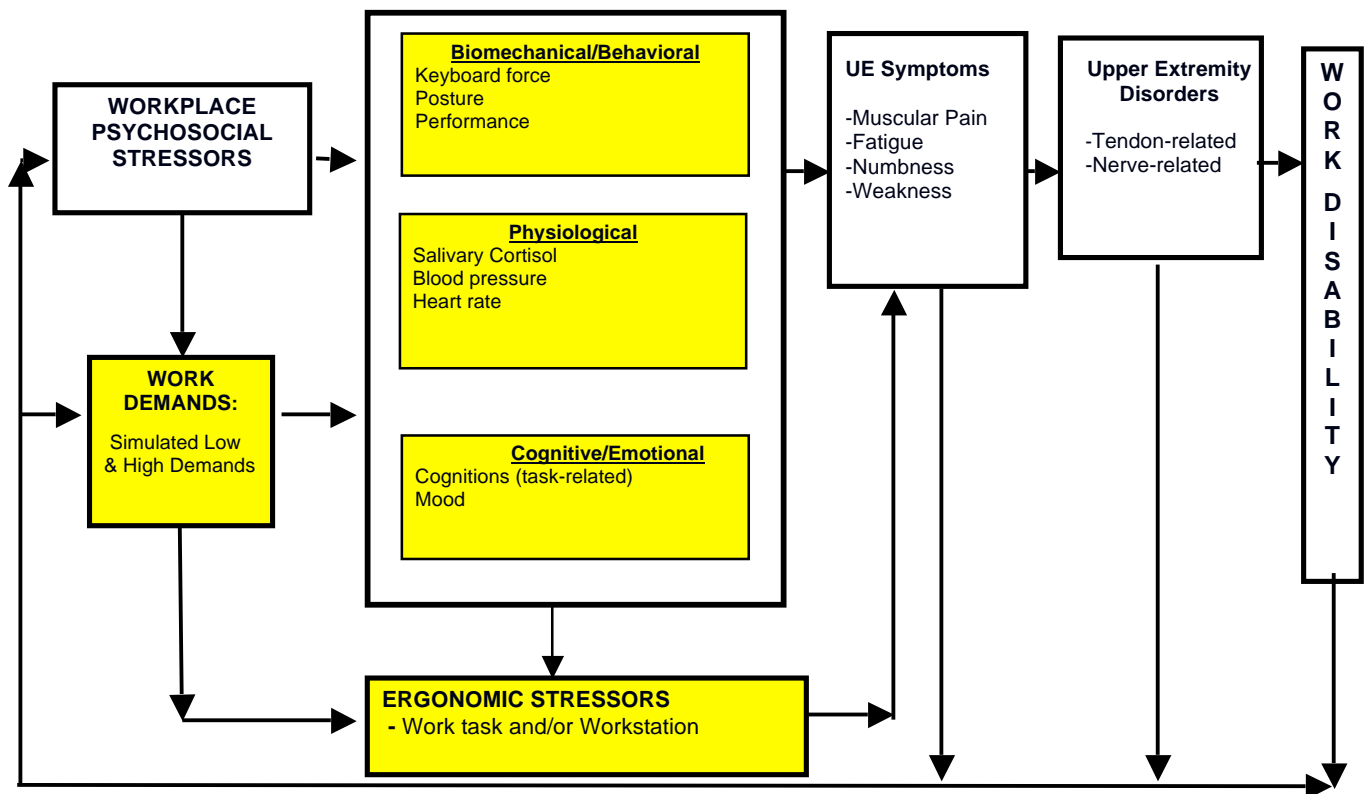 WORKPLACE
PSYCHOSOCIAL
STRESSORS
WORK
DEMANDS:
Simulated Low
& High Demands
Biomechanical/Behavioral
Keyboard force
Posture
Performance
Physiological
Salivary Cortisol
Blood pressure
Heart rate
Cognitive/Emotional
Cognitions (task-related)
Mood
ERGONOMIC STRESSORS
- Work task and/or Workstation
UE Symptoms
-Muscular Pain
-Fatigue
-Numbness
-Weakness
Upper Extremity
Disorders
-Tendon-related
-Nerve-related
W
O
R
K
D
I
S
A
B
I
L
I
T
Y